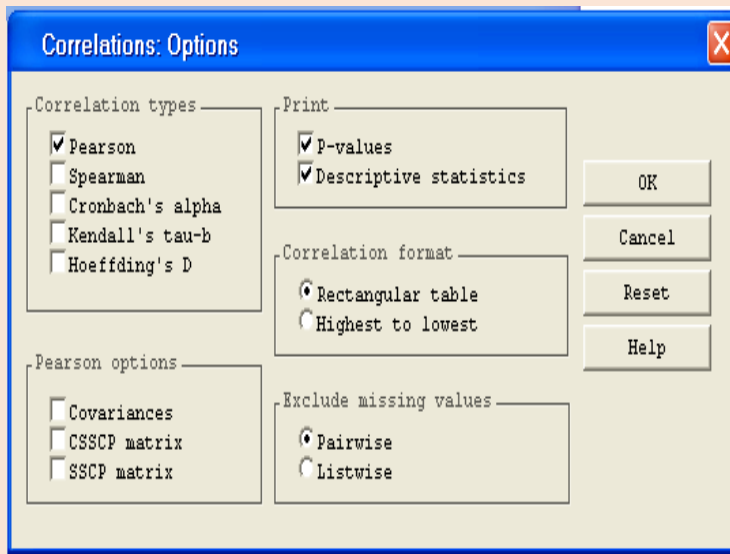 Correlations: Options
Correlation types
Pearson
Spearman
Cronbach's alpha
Kendall's tau-b
Hoeffding's D
Pearson options
Covariances
CSSCP matrix
SSCP matrix
Print
P-values
Descriptive statistics
Correlation format
Rectangular table
Highest to lowest
Exclude missing values
Pairwise
Listwise
OK
Cancel
Reset
Help